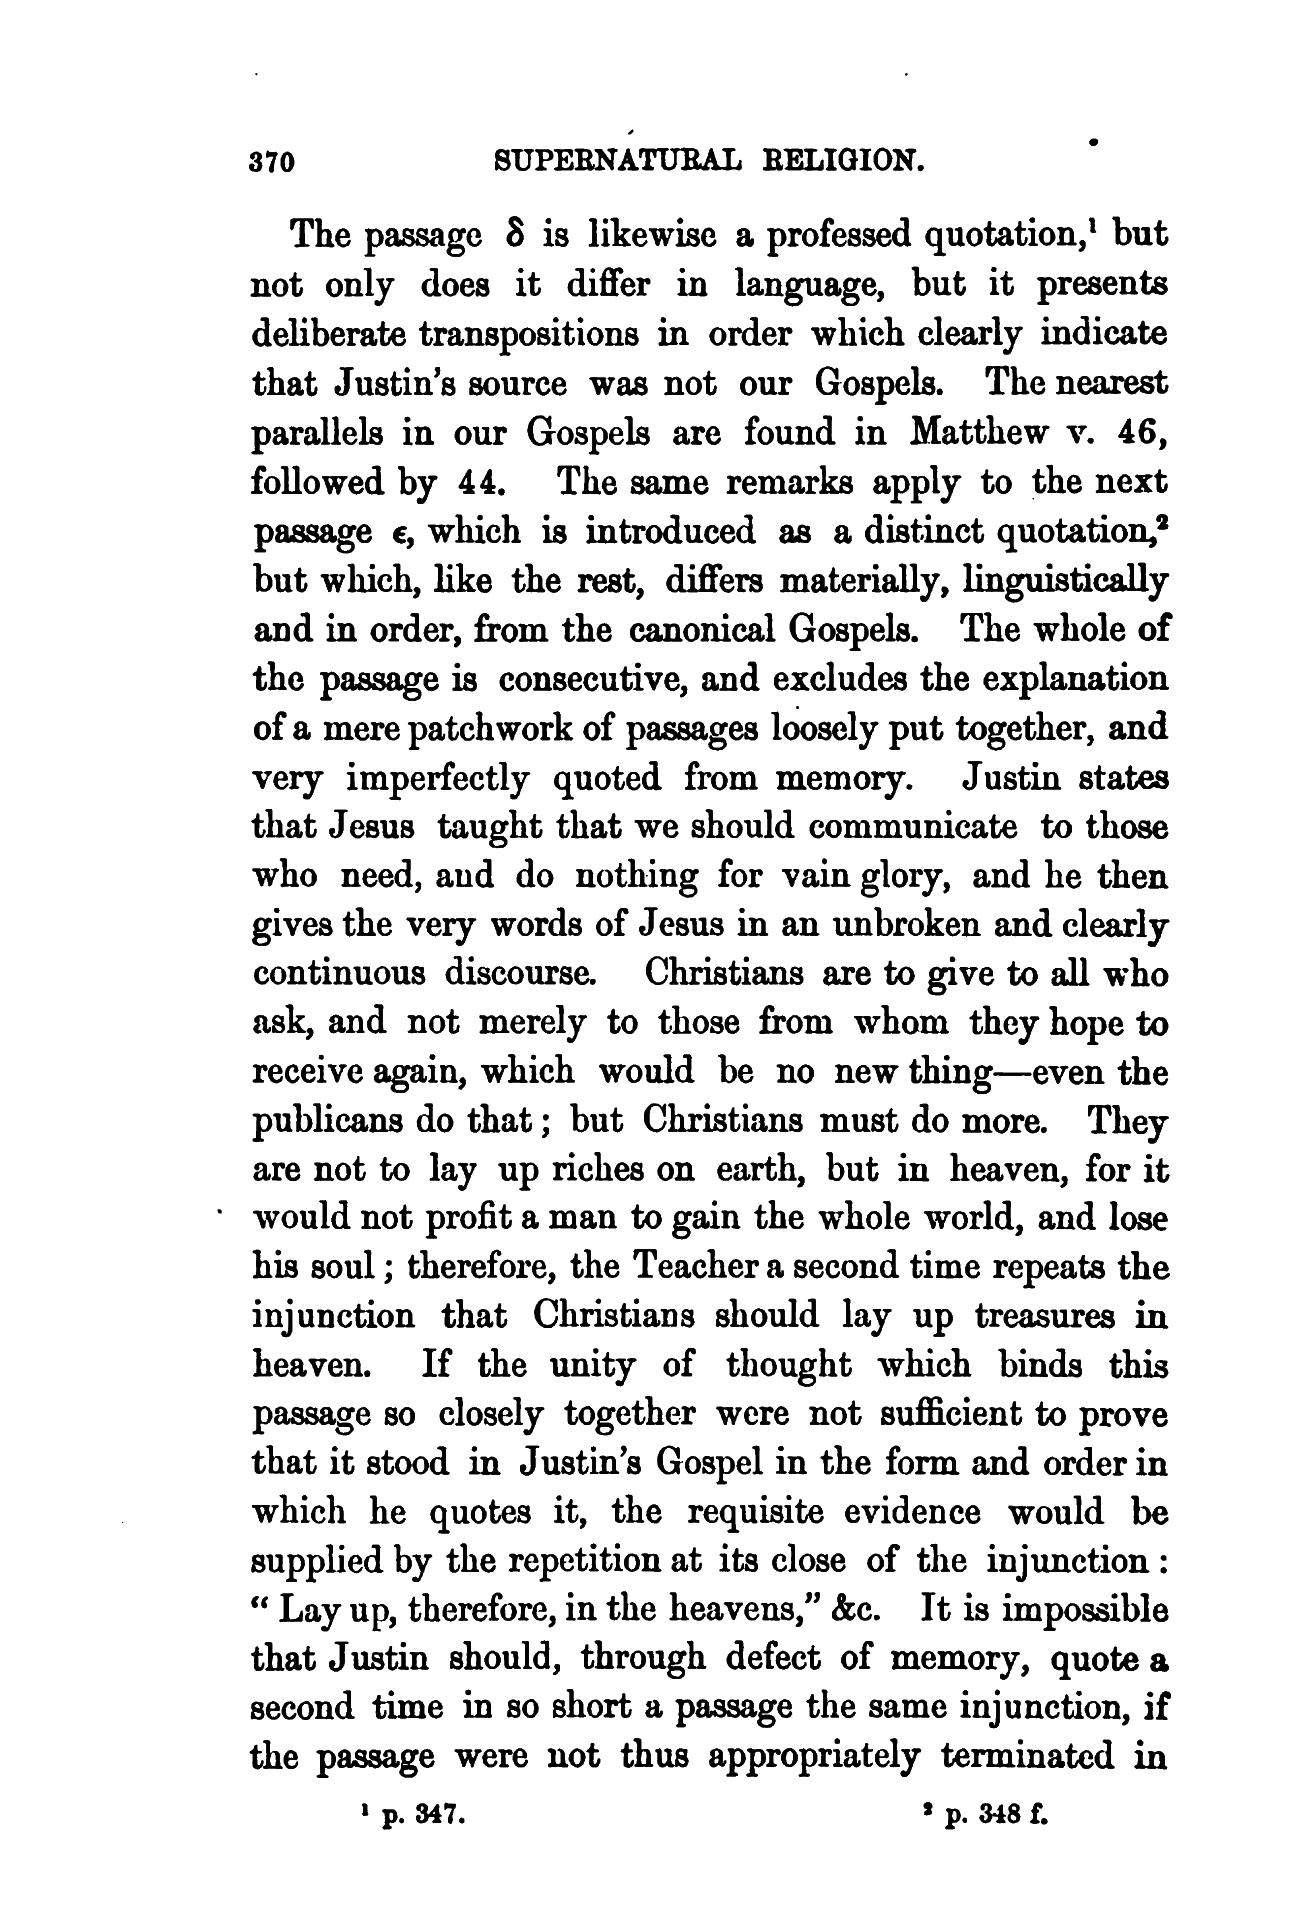 370 SUPERNATURAL RELIGION.
The passage δ is likewise a professed quotation,¹ but
not only does it differ in language, but it presents
deliberate transpositions in order which clearly indicate
that Justin's source was not our Gospels. The nearest
parallels in our Gospels are found in Matthew v. 46,
followed by 44. The same remarks apply to the next
passage ϵ, which is introduced as a distinct quotation,²
but which, like the rest, differs materially, linguistically
and in order, from the canonical Gospels. The whole of
the passage is consecutive, and excludes the explanation
of a mere patchwork of passages loosely put together, and
very imperfectly quoted from memory. Justin states
that Jesus taught that we should communicate to those
who need, and do nothing for vain glory, and he then
gives the very words of Jesus in an unbroken and clearly
continuous discourse. Christians are to give to all who
ask, and not merely to those from whom they hope to
receive again, which would be no new thing—even the
publicans do that ; but Christians must do more. They
are not to lay up riches on earth, but in heaven, for it
would not profit a man to gain the whole world, and lose
his soul ; therefore, the Teacher a second time repeats the
injunction that Christians should lay up treasures in
heaven. If the unity of thought which binds this
passage so closely together were not sufficient to prove
that it stood in Justin's Gospel in the form and order in
which he quotes it, the requisite evidence would be
supplied by the repetition at its close of the injunction :
“ Lay up, therefore, in the heavens,” &c. It is impossible
that Justin should, through defect of memory, quote a
second time in so short a passage the same injunction, if
the passage were not thus appropriately terminated in
¹ p. 347. ² p. 348 f.